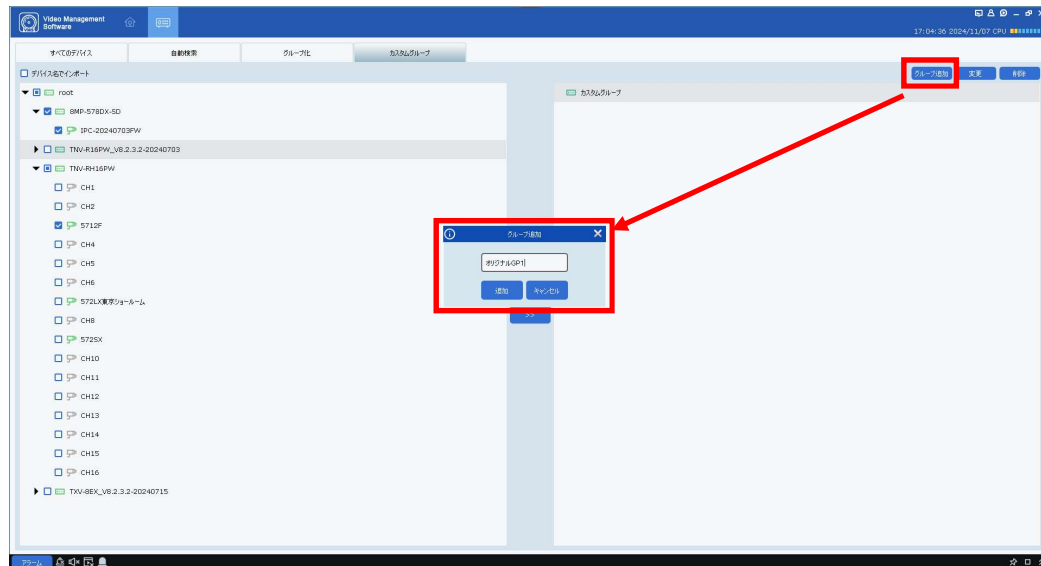 Video Management
Software
17:04:36 2024/11/07 CPU
すべてのデバイス 自動検索 グループ化 カスタムグループ
デバイス名でインポート
グループ追加 変更 削除
root
カスタムグループ
8MP-578DX-SD
IPC-20240703FW
TNV-R16PW_V8.2.3.2-20240703
TNV-RH16PW
CH1
CH2
5712F
CH4
CH5
CH6
572LX東京ショールーム
CH8
572SX
CH10
CH11
CH12
CH13
CH14
CH15
CH16
TXV-8EX_V8.2.3.2-20240715
グループ追加
オリジナルGP1
追加 キャンセル
>>
アラーム